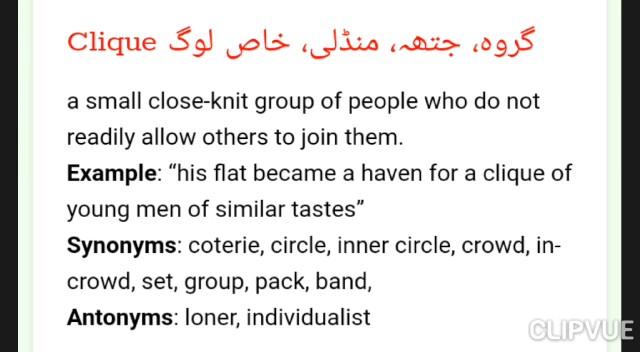 Clique گروہ، جتھہ، منڈلی، خاص لوگ
a small close-knit group of people who do not
readily allow others to join them.
Example: “his flat became a haven for a clique of
young men of similar tastes”
Synonyms: coterie, circle, inner circle, crowd, in-
crowd, set, group, pack, band,
Antonyms: loner, individualist
CLIPVUE